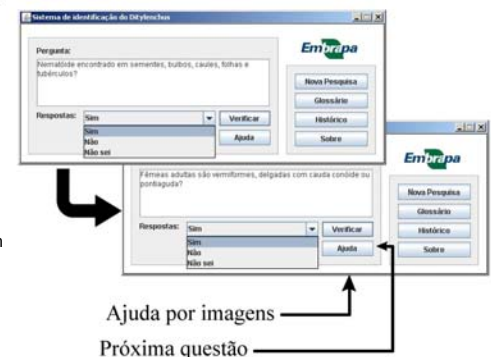 Sistema de identificação do Ditylenchus
Pergunta:
Nematóide encontrado em sementes, bulbos, caules, folhas e
tubérculos?
Respostas:
Sim
Sim
Não
Não sei
Verificar
Ajuda
Embrapa
Nova Pesquisa
Glossário
Histórico
Sobre
Fêmeas adultas são vermiformes, delgadas com cauda conóide ou
pontiaguda?
Respostas:
Sim
Sim
Não
Não sei
Verificar
Ajuda
Embrapa
Nova Pesquisa
Glossário
Histórico
Sobre
n
Ajuda por imagens
Próxima questão